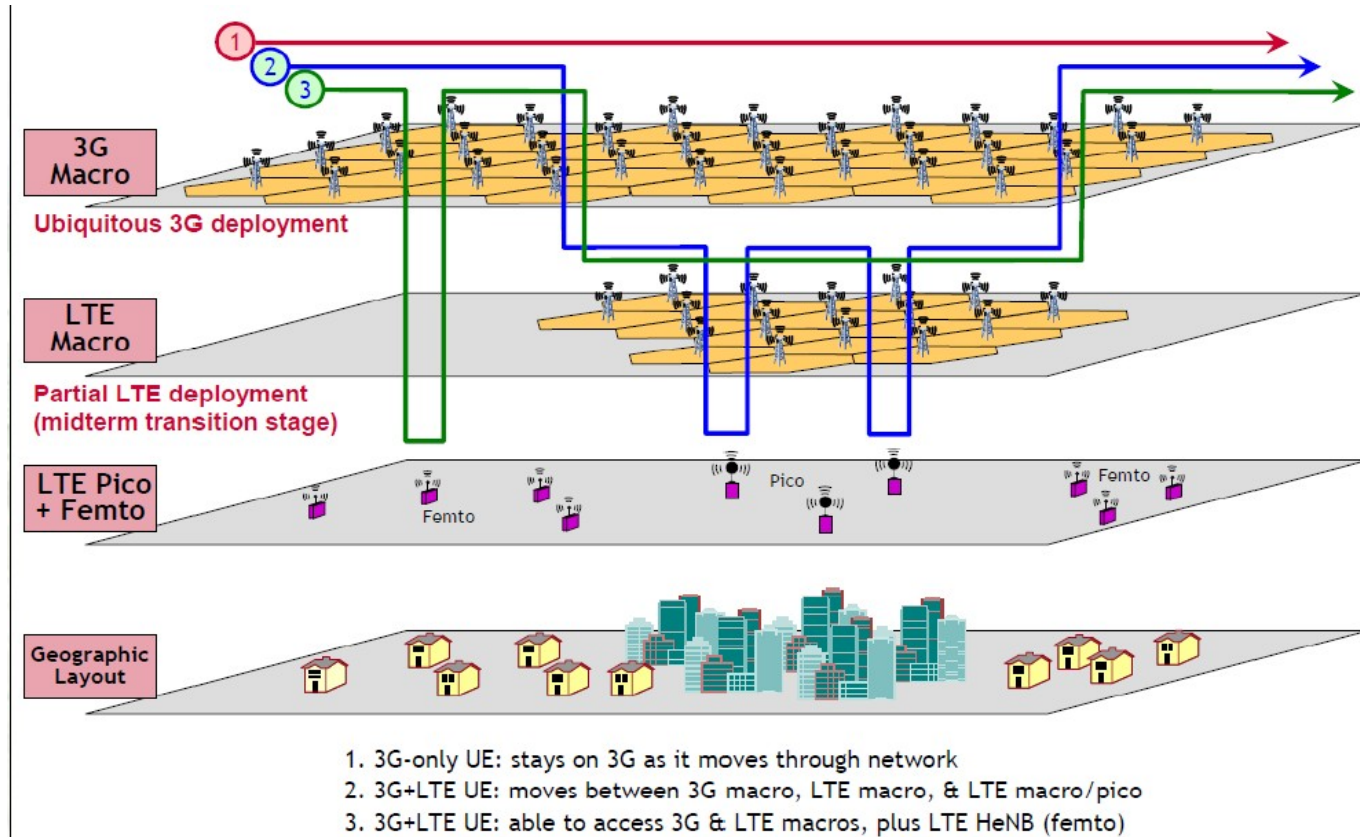 1
2
3
3G
Macro
Ubiquitous 3G deployment
LTE
Macro
Partial LTE deployment
(midterm transition stage)
LTE Pico
+ Femto
Femto
Pico
Femto
Geographic
Layout
1. 3G-only UE: stays on 3G as it moves through network
2. 3G+LTE UE: moves between 3G macro, LTE macro, & LTE macro/pico
3. 3G+LTE UE: able to access 3G & LTE macros, plus LTE HeNB (femto)